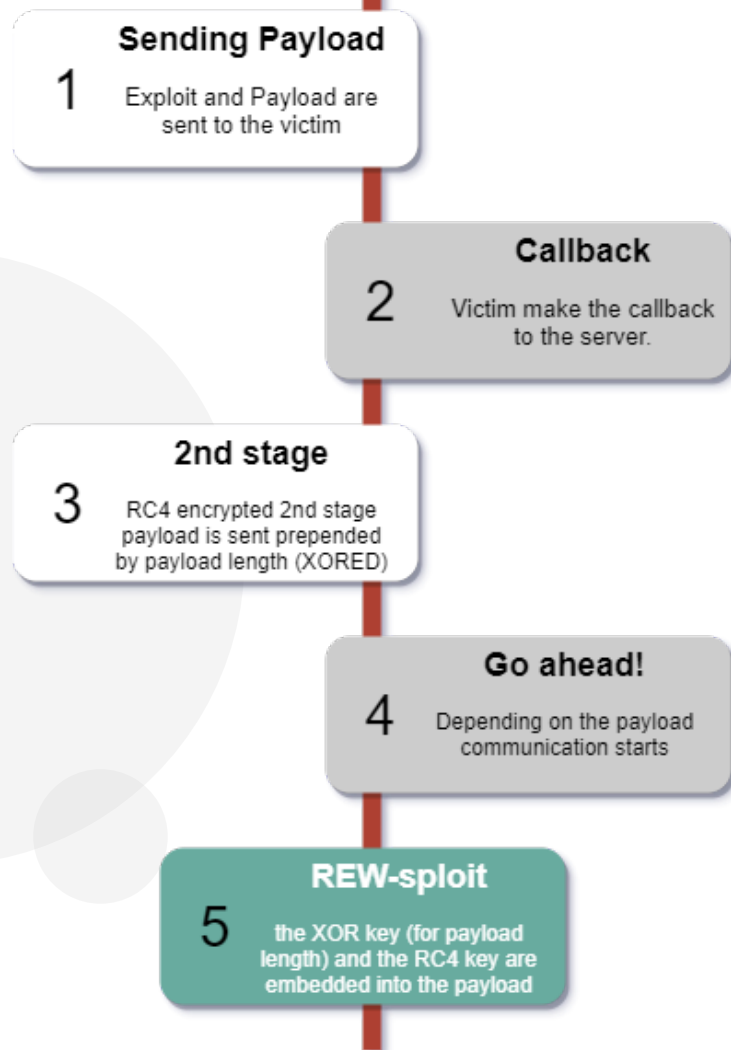 Sending Payload
1
Exploit and Payload are
sent to the victim
Callback
2
Victim make the callback
to the server.
2nd stage
3
RC4 encrypted 2nd stage
payload is sent prepended
by payload length (XORED)
Go ahead!
4
Depending on the payload
communication starts
REW-sploit
5
the XOR key (for payload
length) and the RC4 key are
embedded into the payload